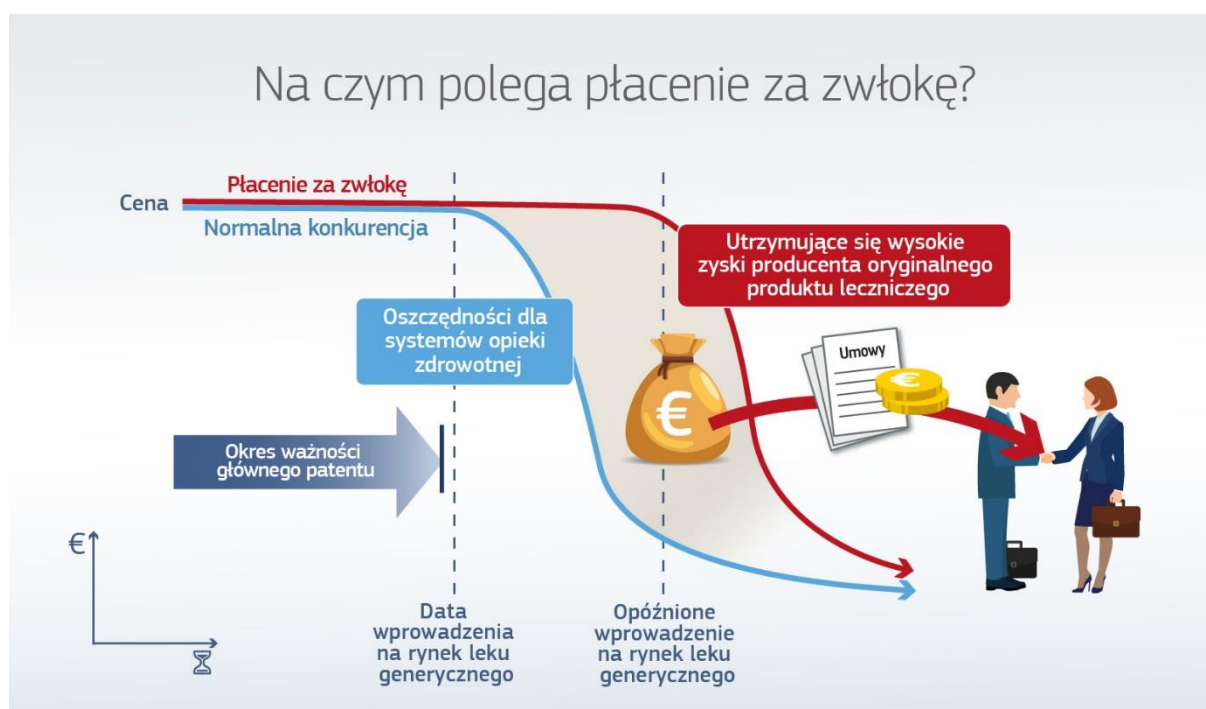 Na czym polega płacenie za zwłokę?
Cena
Płacenie za zwłokę
Normalna konkurencja
Utrzymujące się wysokie
zyski producenta oryginalnego
produktu leczniczego
Oszczędności dla
systemów opieki
zdrowotnej
Umowy
€
€
Okres ważności
głównego patentu
€
Data
wprowadzenia
na rynek leku
generycznego
Opóźnione
wprowadzenie
na rynek leku
generycznego